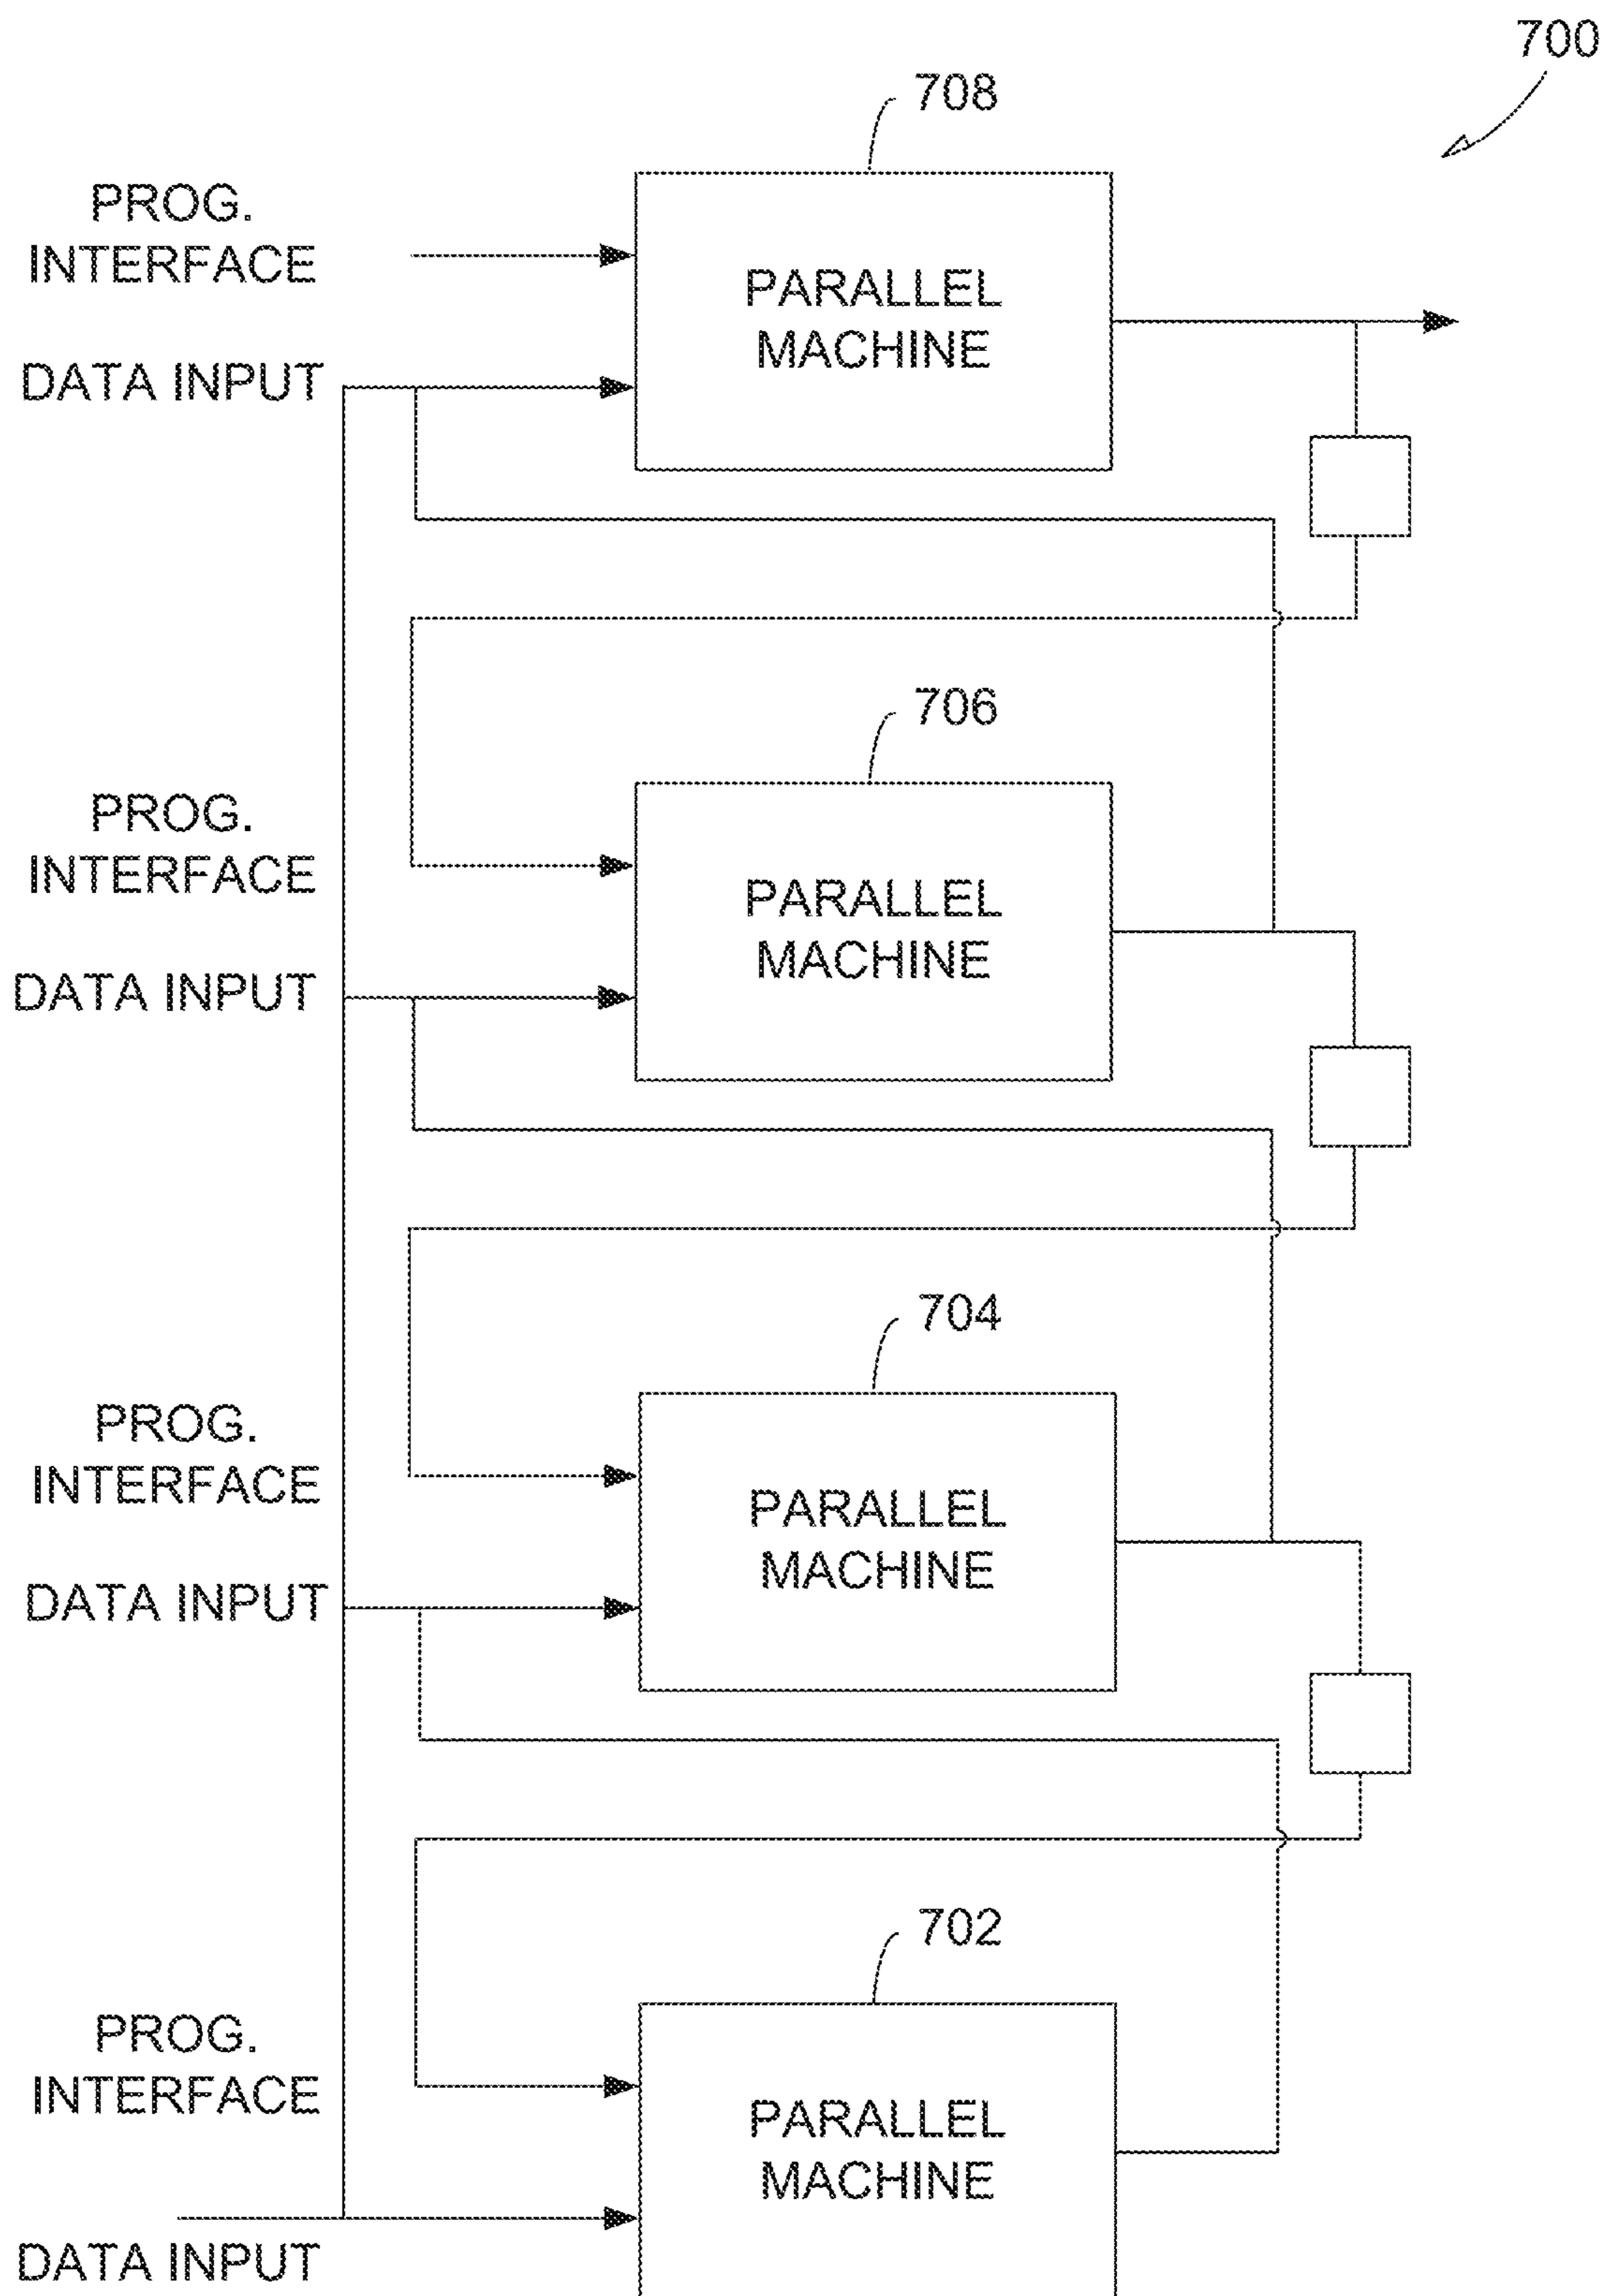 700
708
PROG.
INTERFACE
PARALLEL
MACHINE
DATA INPUT
706
PROG.
INTERFACE
PARALLEL
MACHINE
DATA INPUT
704
PROG.
INTERFACE
PARALLEL
MACHINE
DATA INPUT
702
PROG.
INTERFACE
PARALLEL
MACHINE
DATA INPUT